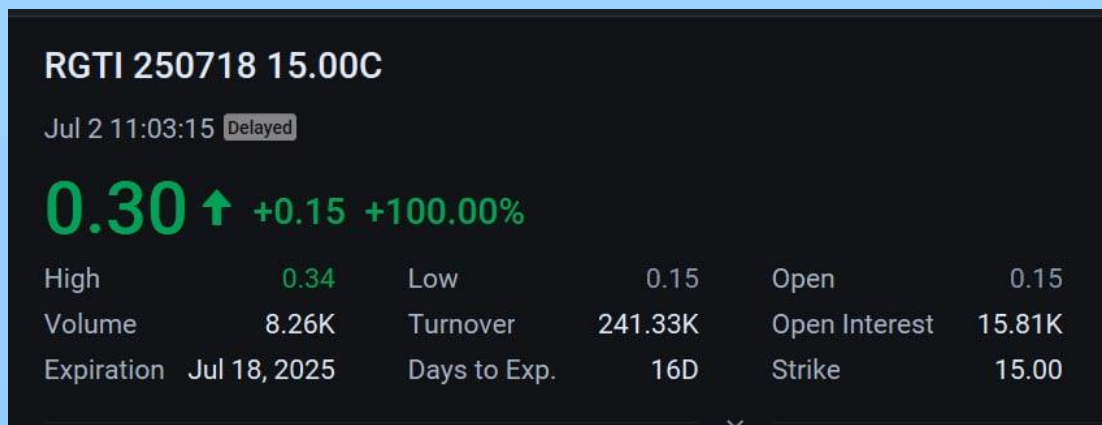 RGTI 250718 15.00C
Jul 2 11:03:15 Delayed
0.30 +0.15 +100.00%
High 0.34 Low 0.15 Open 0.15
Volume 8.26K Turnover 241.33K Open Interest 15.81K
Expiration Jul 18, 2025 Days to Exp. 16D Strike 15.00